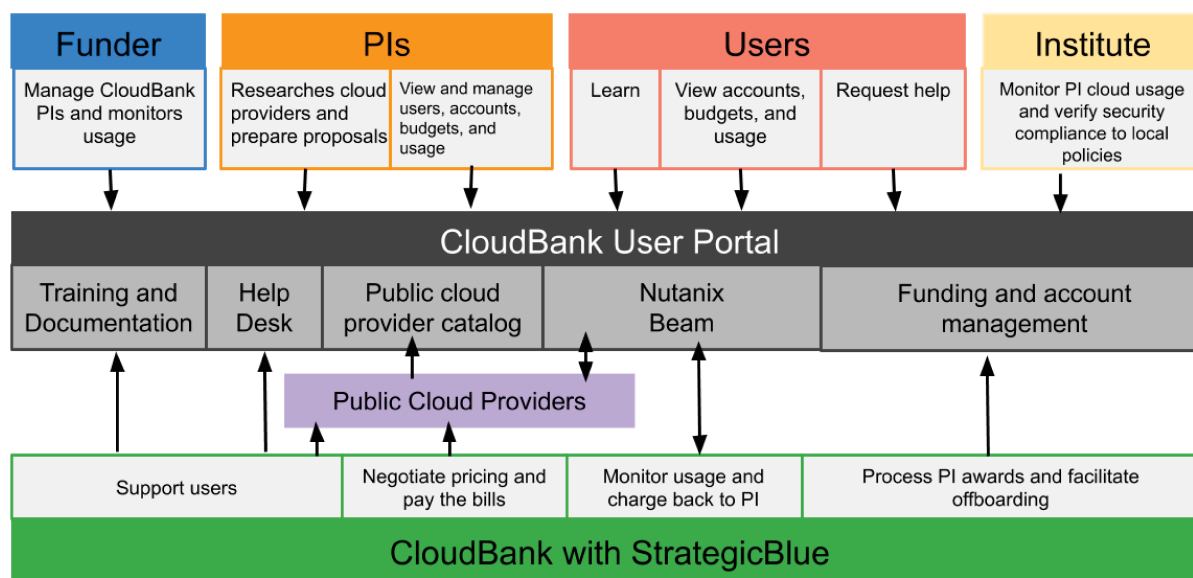 Funder
PIs
Users
Institute
Manage CloudBank
PIs and monitors
usage
Researches cloud
providers and
prepare proposals
View and manage
users, accounts,
budgets, and
usage
Learn
View accounts,
budgets, and
usage
Request help
Monitor PI cloud usage
and verify security
compliance to local
policies
CloudBank User Portal
Training and
Documentation
Help
Desk
Public cloud
provider catalog
Nutanix
Beam
Funding and account
management
Public Cloud Providers
Support users
Negotiate pricing and
pay the bills
Monitor usage and
charge back to PI
Process PI awards and facilitate
offboarding
CloudBank with StrategicBlue